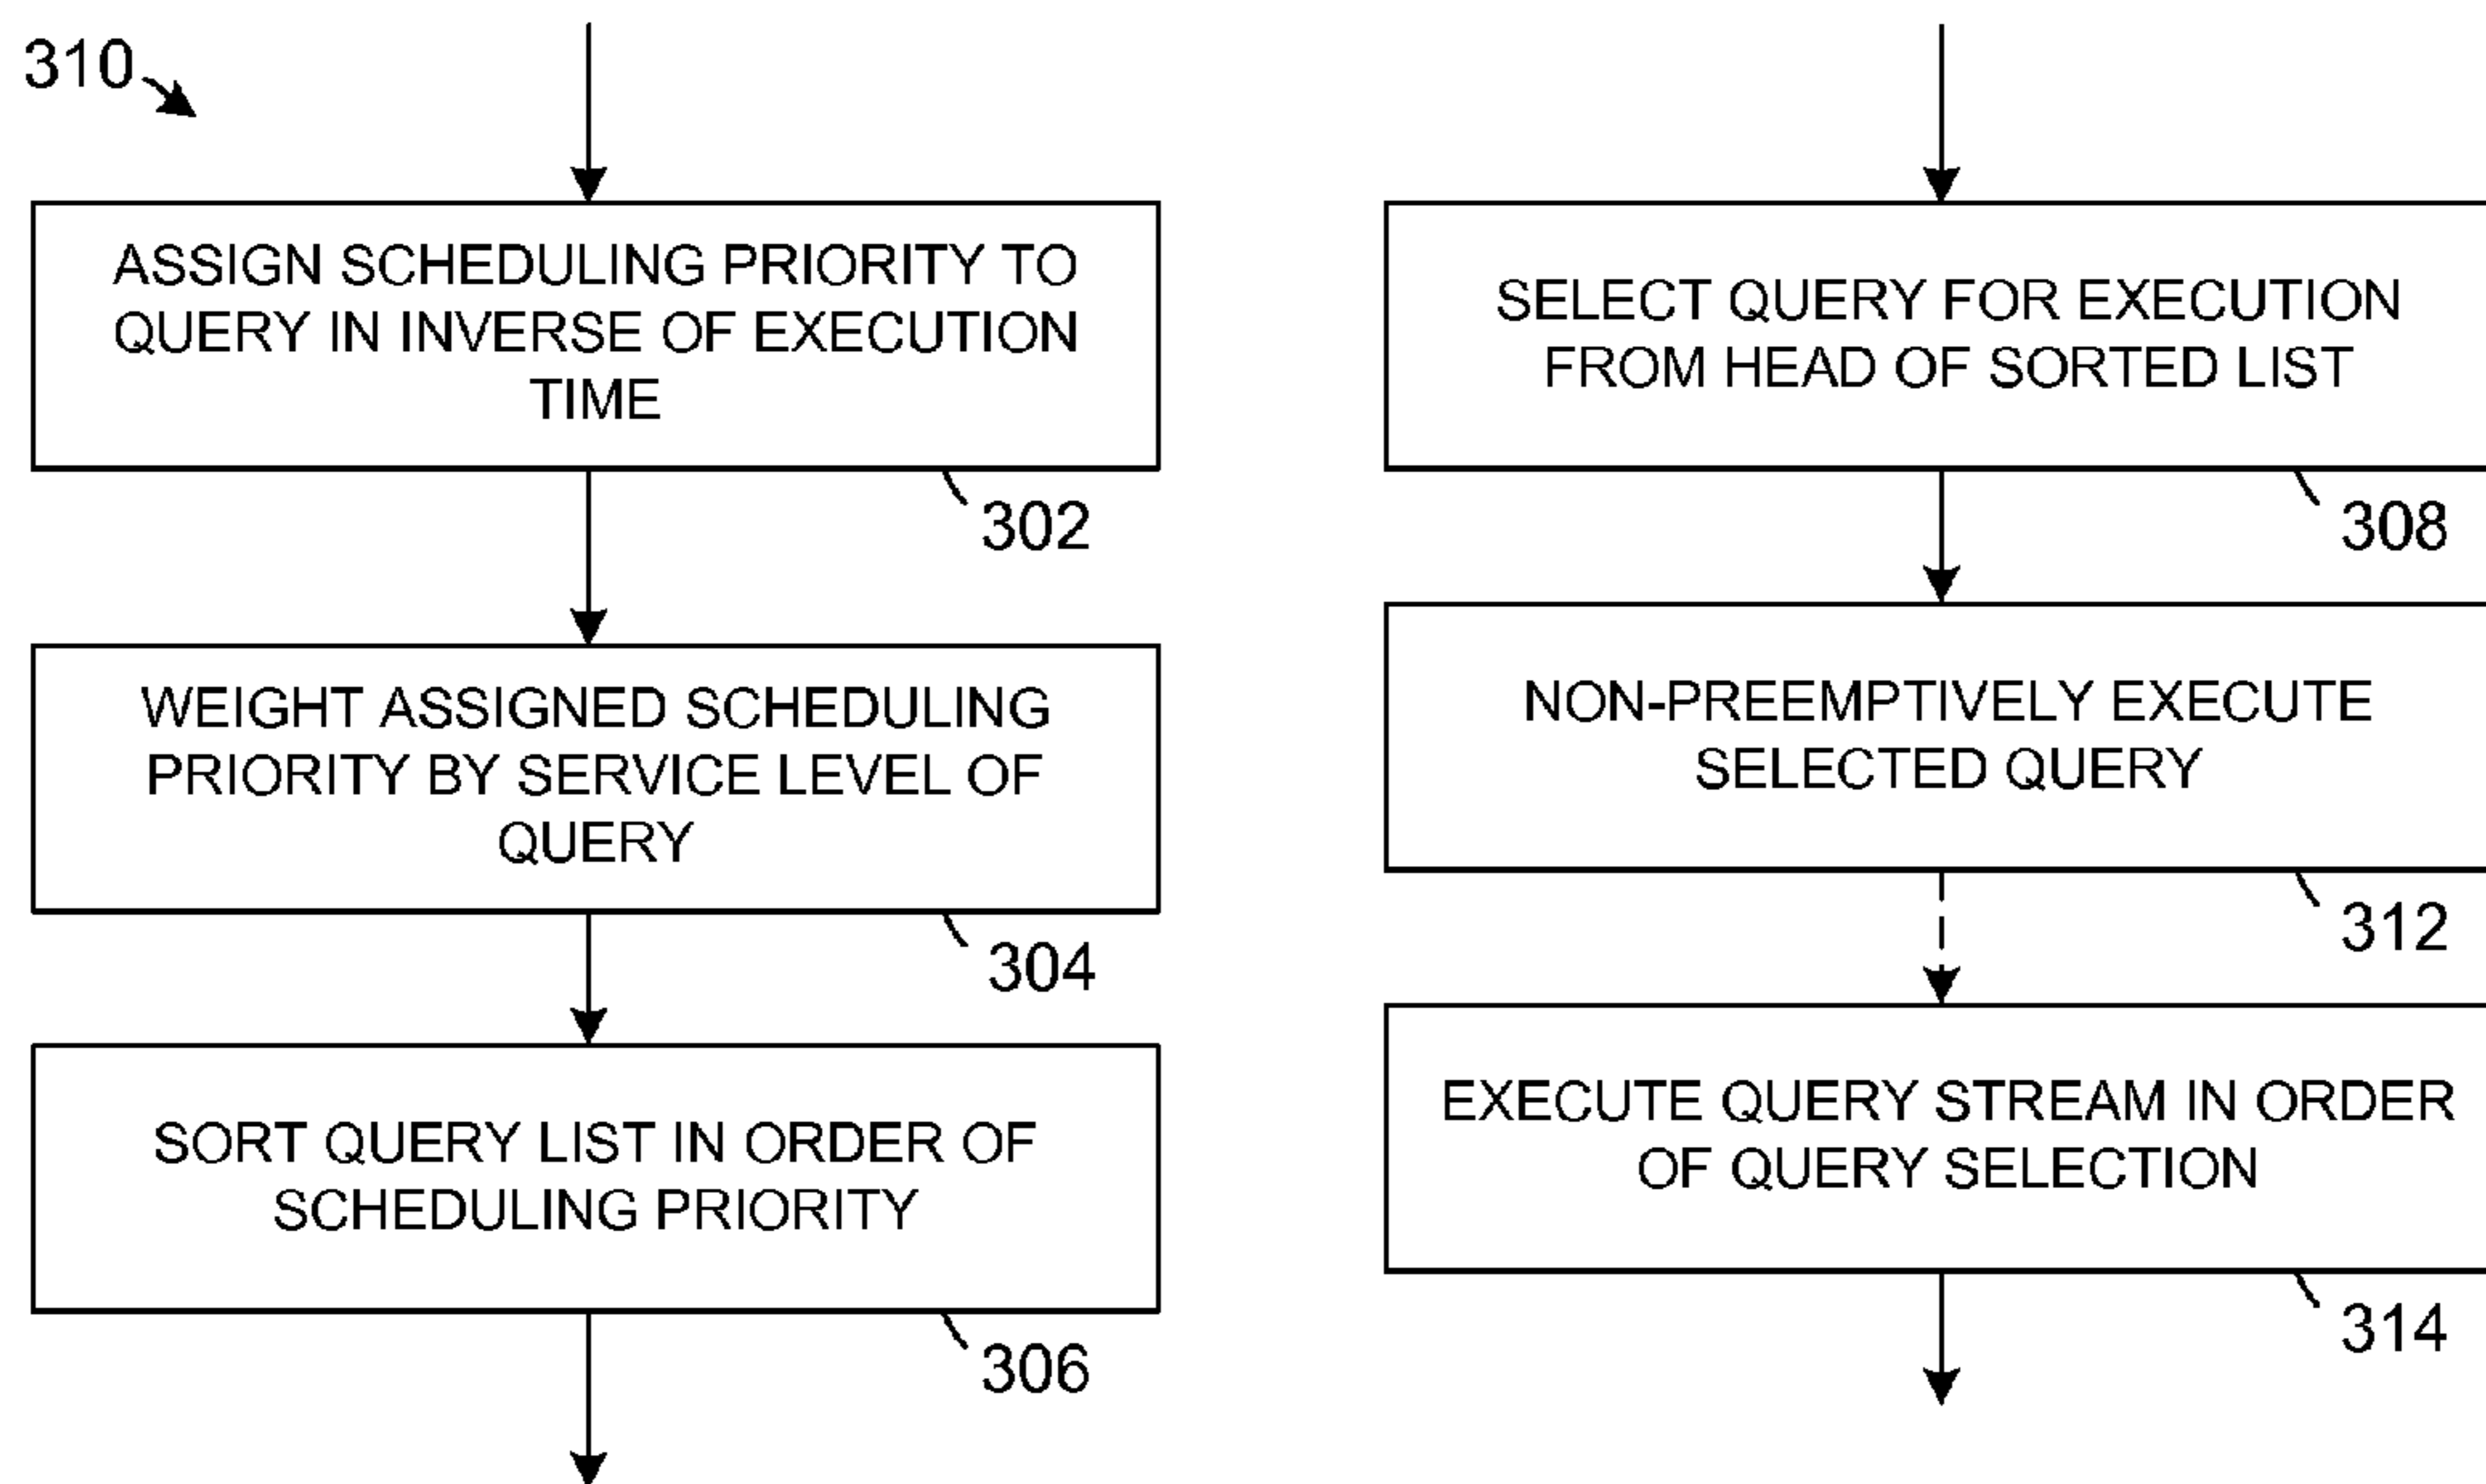 310
ASSIGN SCHEDULING PRIORITY TO
QUERY IN INVERSE OF EXECUTION
TIME
302
WEIGHT ASSIGNED SCHEDULING
PRIORITY BY SERVICE LEVEL OF
QUERY
304
SORT QUERY LIST IN ORDER OF
SCHEDULING PRIORITY
306
SELECT QUERY FOR EXECUTION
FROM HEAD OF SORTED LIST
308
NON-PREEMPTIVELY EXECUTE
SELECTED QUERY
312
EXECUTE QUERY STREAM IN ORDER
OF QUERY SELECTION
314